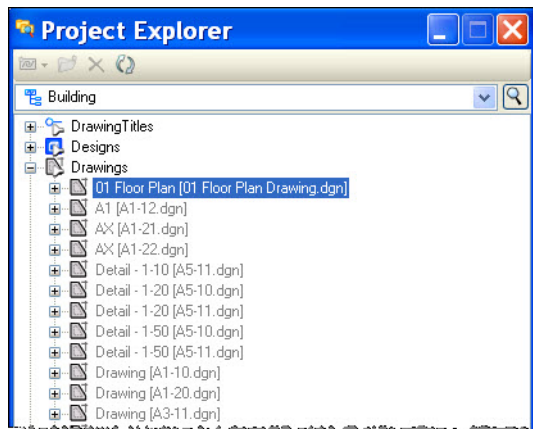 Project Explorer
Building
DrawingTitles
Designs
Drawings
01 Floor Plan [01 Floor Plan Drawing.dgn]
A1 [A1-12.dgn]
AX [A1-21.dgn]
AX [A1-22.dgn]
Detail - 1-10 [A5-11.dgn]
Detail - 1-20 [A5-10.dgn]
Detail - 1-20 [A5-11.dgn]
Detail - 1-50 [A5-10.dgn]
Detail - 1-50 [A5-11.dgn]
Drawing [A1-10.dgn]
Drawing [A1-20.dgn]
Drawing [A3-11.dgn]